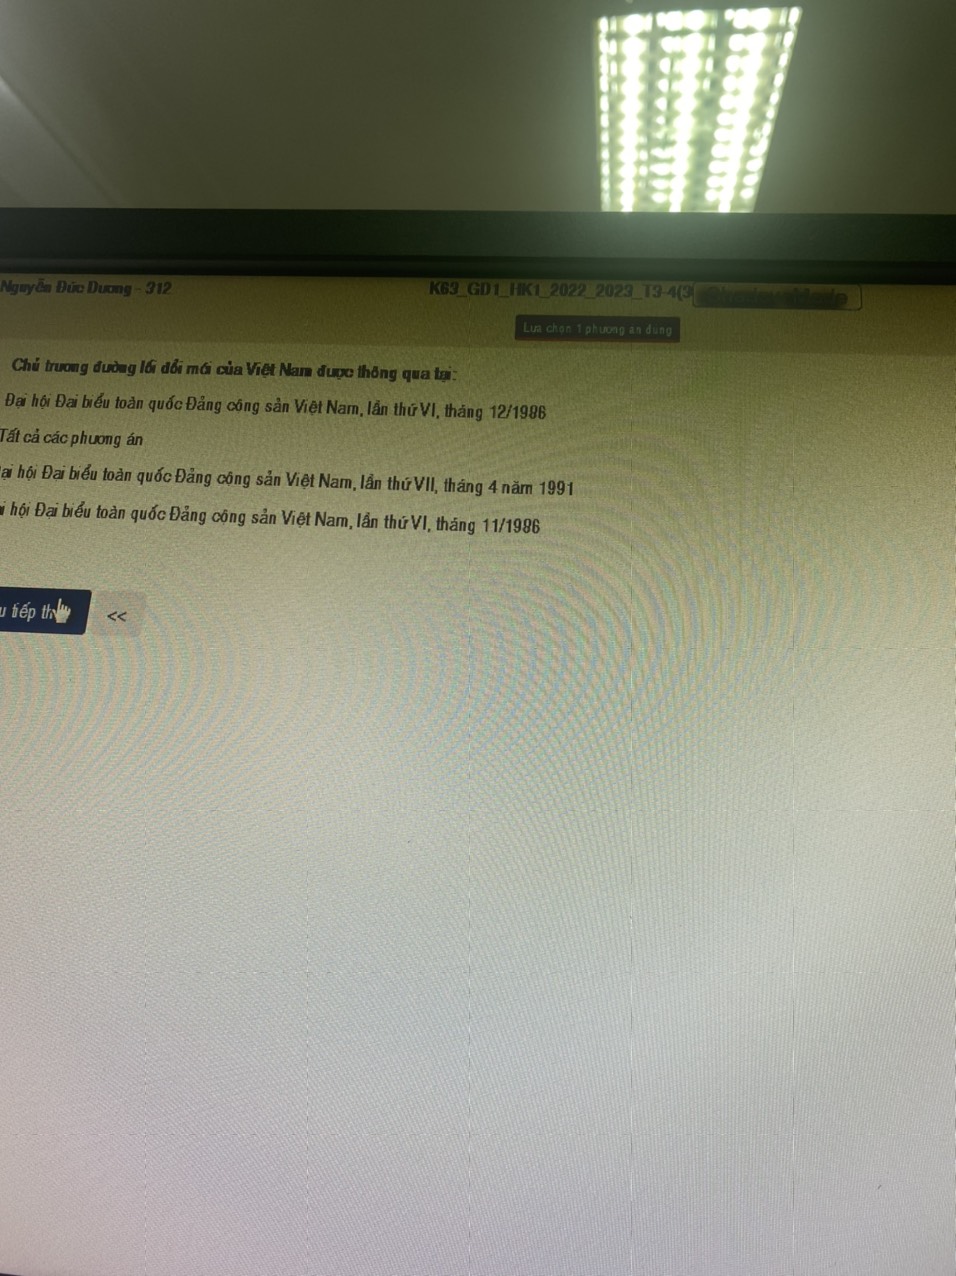 Nguyễn Đức Dương - 312
K63_GD1_HK1_2022_2023_T3-4(3
Lựa chọn 1 phương án đúng
Chủ trương đường lối đổi mới của Việt Nam được thông qua tại:
Đại hội Đại biểu toàn quốc Đảng cộng sản Việt Nam, lần thứ VI, tháng 12/1986
Tất cả các phương án
ại hội Đại biểu toàn quốc Đảng cộng sản Việt Nam, lần thứ VII, tháng 4 năm 1991
i hội Đại biểu toàn quốc Đảng cộng sản Việt Nam, lần thứ VI, tháng 11/1986
u tiếp th
<<